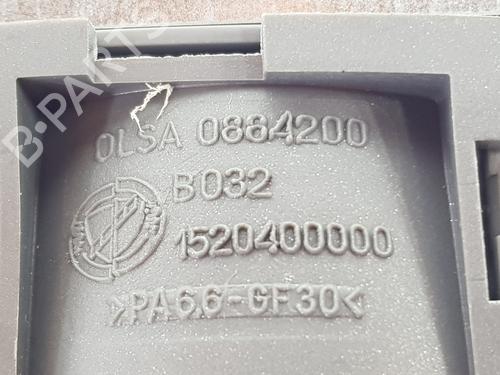 B-PARTS
OLSA 0884200
B032
1520400000
>PA6.6-GF30<